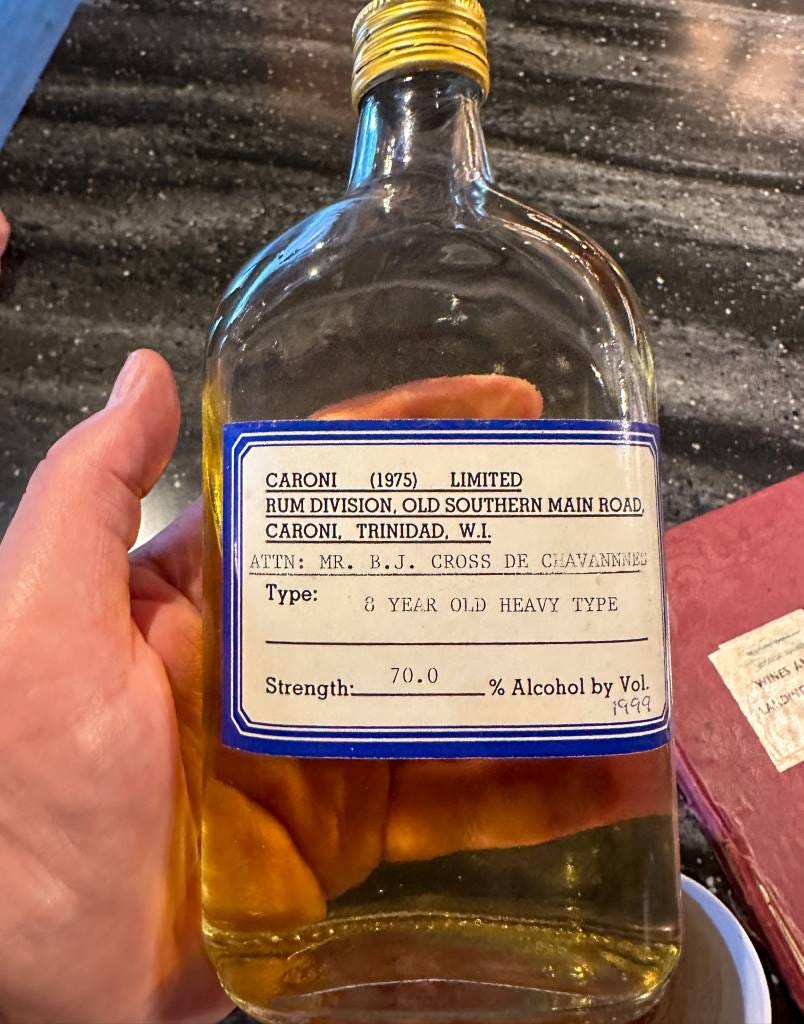 CARONI (1975) LIMITED
RUM DIVISION, OLD SOUTHERN MAIN ROAD,
CARONI, TRINIDAD, W.I.
ATTN: MR. B.J. CROSS DE CHAVANNNES
Type: 8 YEAR OLD HEAVY TYPE
Strength: 70.0 % Alcohol by Vol.
1999
WINES